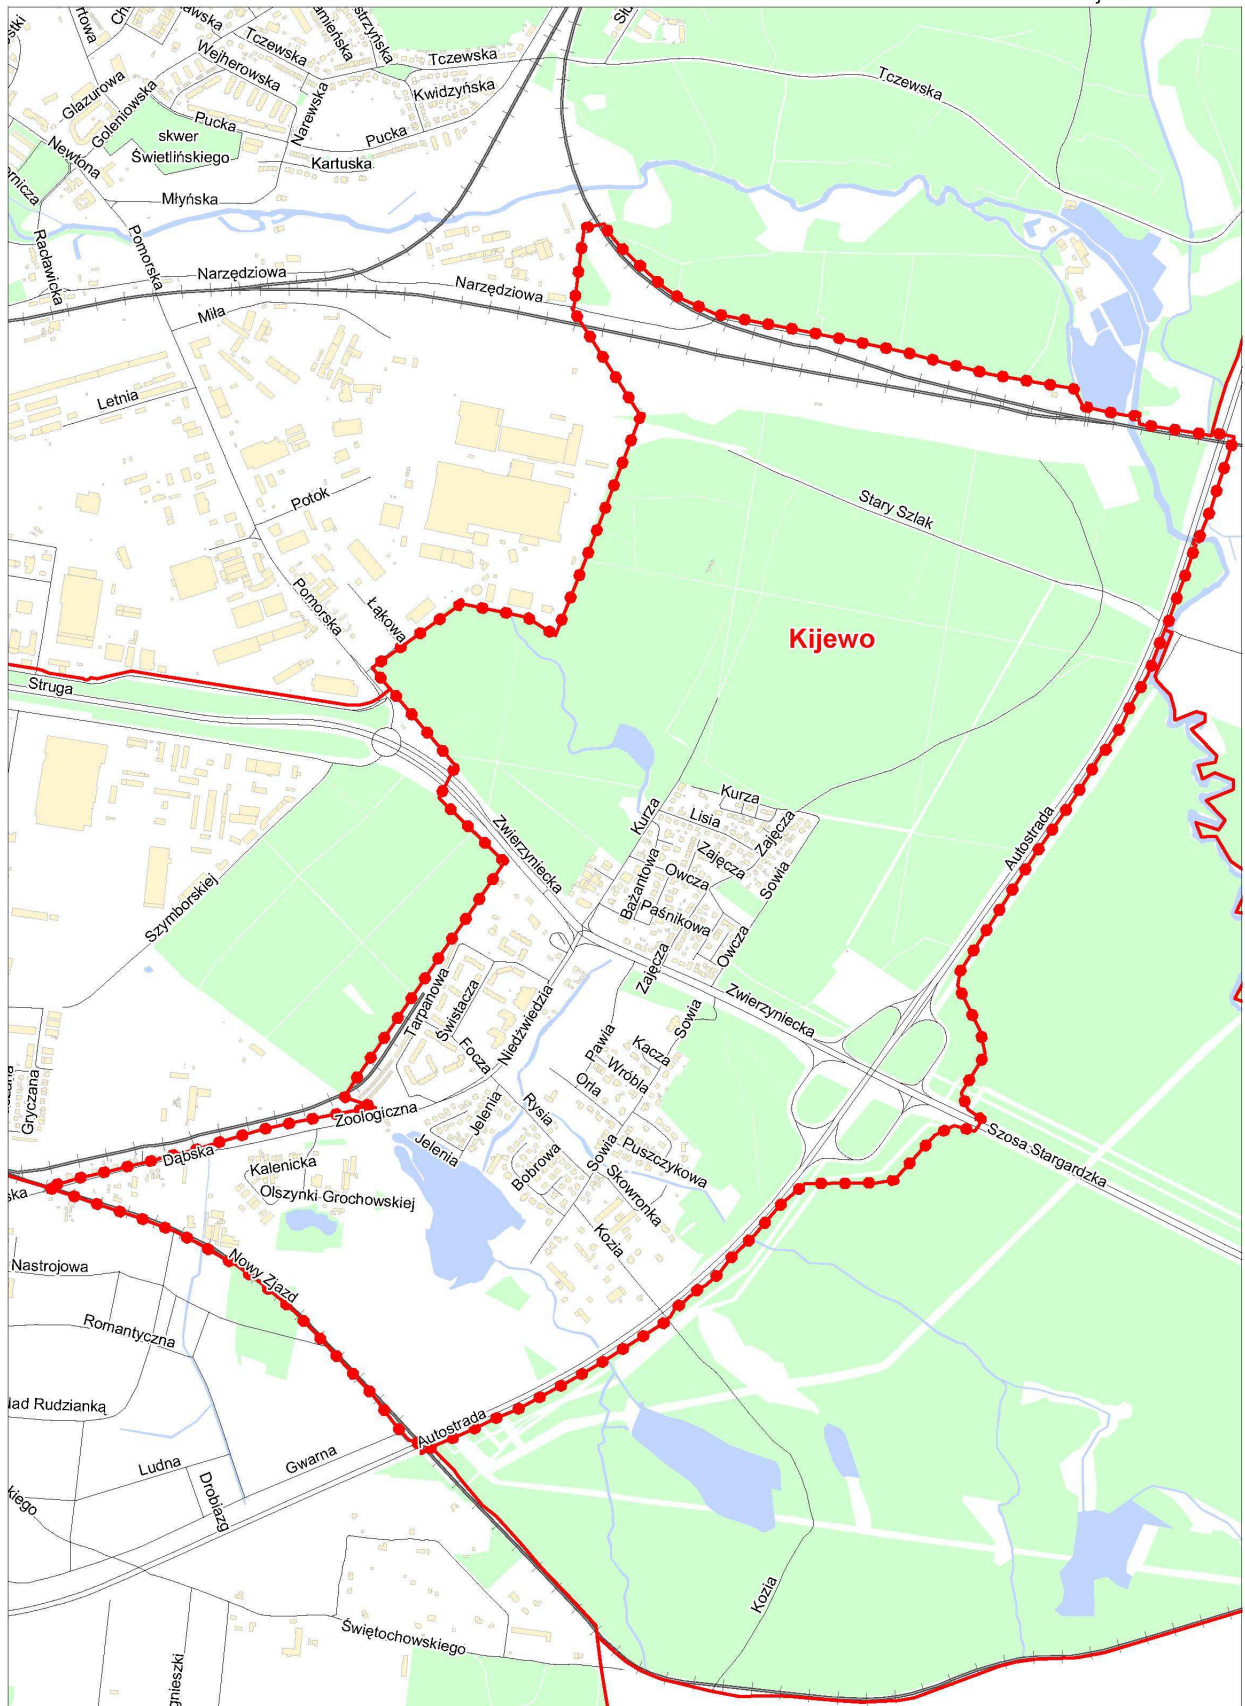 Tczewska
Wejherowska
Tczewska
Kwidzyńska
Tczewska
Glazurowa
Goleniowska
Pucka
Narewska
Pucka
skwer
Świetlińskiego
Kartuska
Newtona
Młyńska
Racławicka
Pomorska
Narzędziowa
Narzędziowa
Miła
Letnia
Potok
Stary Szlak
Pomorska
Łąkowa
Kijewo
Struga
Kurza
Kurza
Lisia
Zajęcza
Zajęcza
Zwierzyniecka
Autostrada
Bażantowa
Owcza
Sowia
Paśnikowa
Szymborskiej
Owcza
Zajęcza
Tarpanowa
Świstacza
Niedźwiedzia
Zwierzyniecka
Sowia
Focza
Pawia
Kacza
Wróbla
Orla
Gryczana
Zoologiczna
Jelenia
Rysia
Szosa Stargardzka
Dąbska
Jelenia
Sowia
Puszczykowa
Kalenicka
Bobrowa
Skowronka
Olszynki Grochowskiej
ska
Kozia
Nastrojowa
Nowy Zjazd
Romantyczna
Autostrada
Gwarna
Ludna
Drobiazg
kiego
Kozia
Świętochowskiego
gnieszki